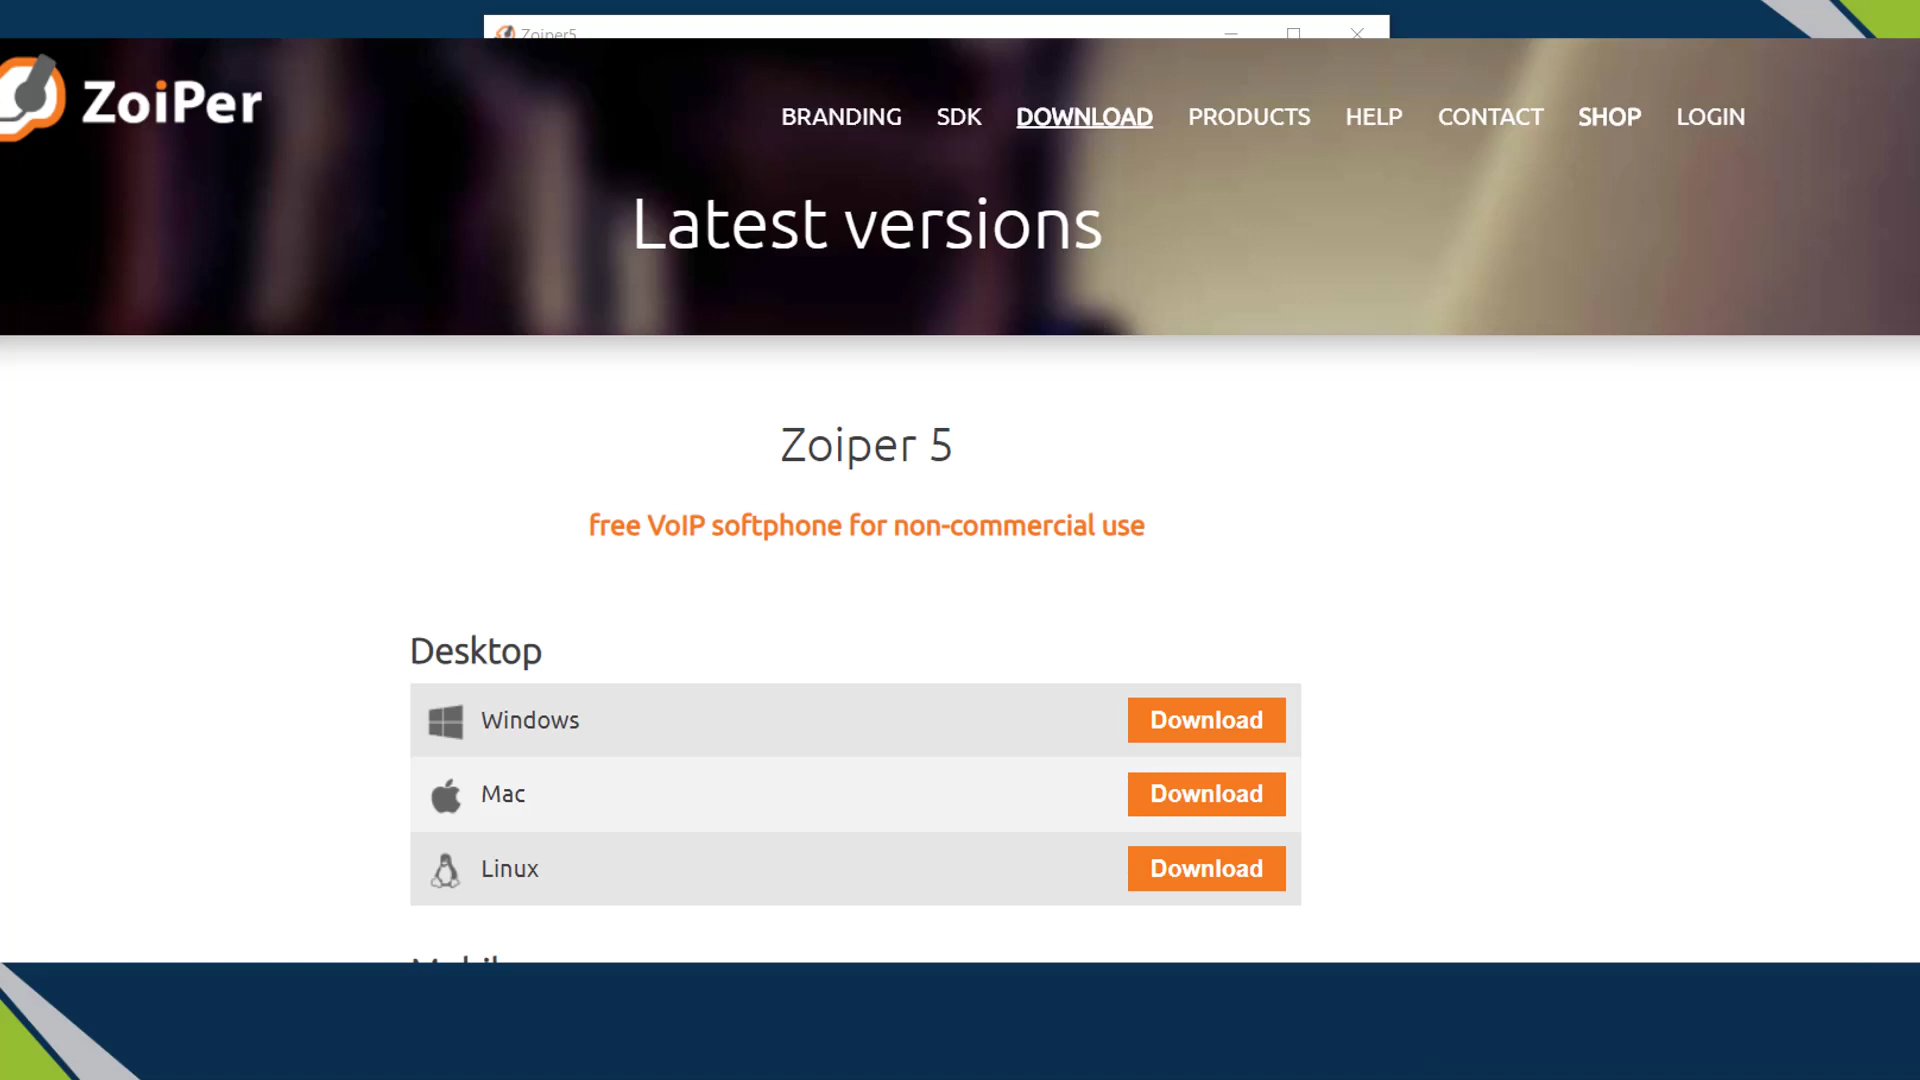 Zoiper5
ZoiPer
BRANDING SDK DOWNLOAD PRODUCTS HELP CONTACT SHOP LOGIN
Latest versions
Zoiper 5
free VoIP softphone for non-commercial use
Desktop
Windows Download
Mac Download
Linux Download